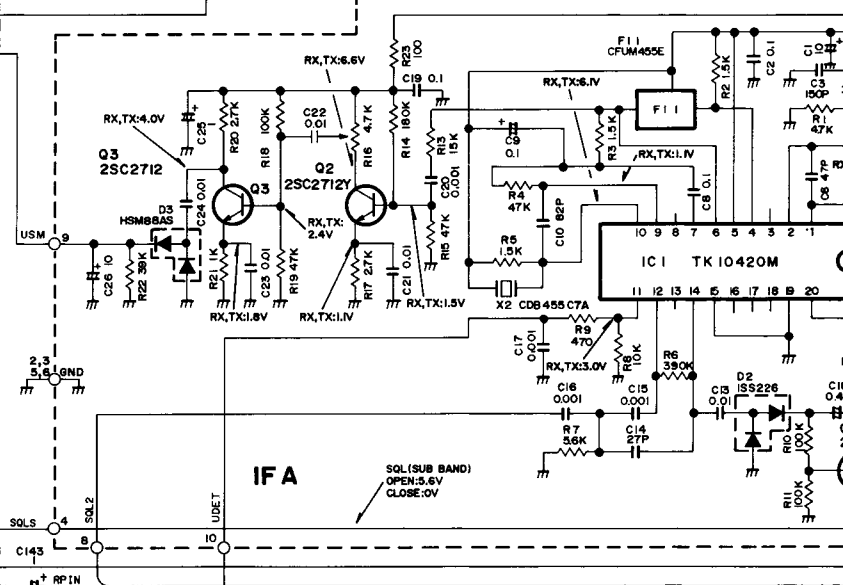 F11
CFUM455E
R23
100
RX,TX:6.6V
C19 0.1
RX,TX:6.1V
R2 1.5K
C2 0.1
C3
150P
R1
47K
F11
RX,TX:4.0V
C25
R20 2.7K
100K
R18
C22
0.01
4.7K
R16
180K
R14
R13
15K
C9
0.1
R3 1.5K
RX,TX:1.1V
Q3
2SC2712
Q2
2SC2712Y
Q3
C20
0.001
C6 47P
C24 0.01
R4
47K
C10 82P
C8 0.1
D3
HSM88AS
RX,TX:
2.4V
R15 47K
USM
9
10 9 8 7 6 5 4 3 2 1
R5
1.5K
IC1 TK10420M
C26 10
R22 39K
R21 1K
C23 0.01
R19 47K
R17 2.7K
C21 0.01
X2 CDB455C7A
11 12 13 14 15 16 17 18 19 20
RX,TX:1.8V
RX,TX:1.1V
RX,TX:1.5V
R9
470
C17
0.001
RX,TX:3.0V
R8
10K
R6
390K
2,3
5,6
GND
D2
1SS226
C16
0.001
C15
0.001
C13
0.01
R7
5.6K
C14
27P
R10
100K
IFA
SQL(SUB BAND)
OPEN:5.6V
CLOSE:0V
R11
100K
SQL2
UDET
SQLS
4
8
10
C143
+ RPIN